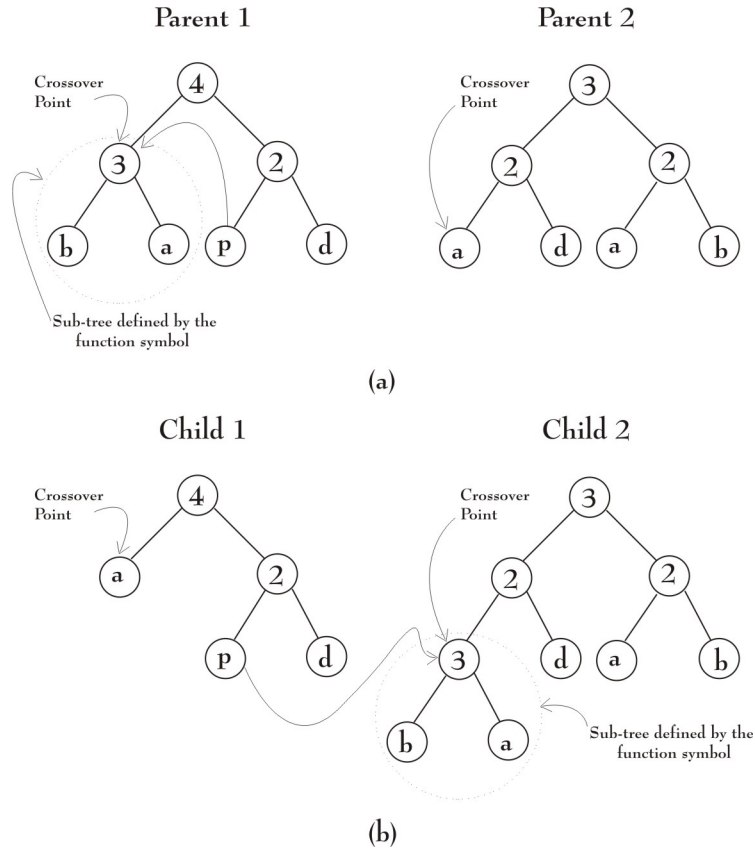 Parent 1
Parent 2
Crossover
Point
Crossover
Point
4
3
3
2
2
2
b
a
p
d
a
d
a
b
Sub-tree defined by the
function symbol
(a)
Child 1
Child 2
Crossover
Point
Crossover
Point
4
3
a
2
2
2
p
d
3
d
a
b
b
a
Sub-tree defined by the
function symbol
(b)